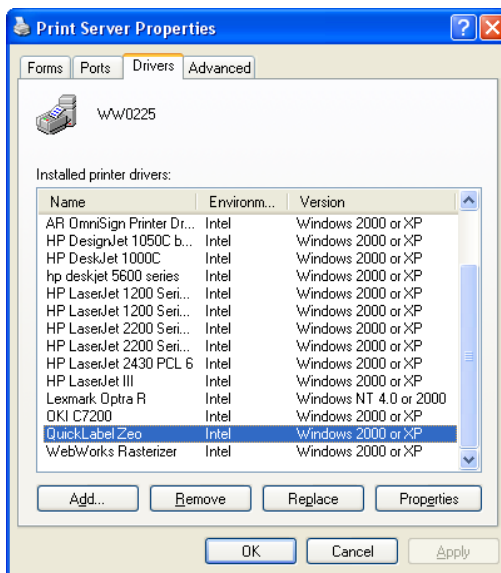 Print Server Properties
Forms Ports Drivers Advanced
WW0225
Installed printer drivers:
Name Environm... Version
AR OmniSign Printer Dr... Intel Windows 2000 or XP
HP DesignJet 1050C b... Intel Windows 2000 or XP
HP DeskJet 1000C Intel Windows 2000 or XP
hp deskjet 5600 series Intel Windows 2000 or XP
HP LaserJet 1200 Seri... Intel Windows 2000 or XP
HP LaserJet 1200 Seri... Intel Windows 2000 or XP
HP LaserJet 2200 Seri... Intel Windows 2000 or XP
HP LaserJet 2200 Seri... Intel Windows 2000 or XP
HP LaserJet 2430 PCL 6 Intel Windows 2000 or XP
HP LaserJet III Intel Windows 2000 or XP
Lexmark Optra R Intel Windows NT 4.0 or 2000
OKI C7200 Intel Windows 2000 or XP
QuickLabel Zeo Intel Windows 2000 or XP
WebWorks Rasterizer Intel Windows 2000 or XP
Add... Remove Replace Properties
OK Cancel Apply